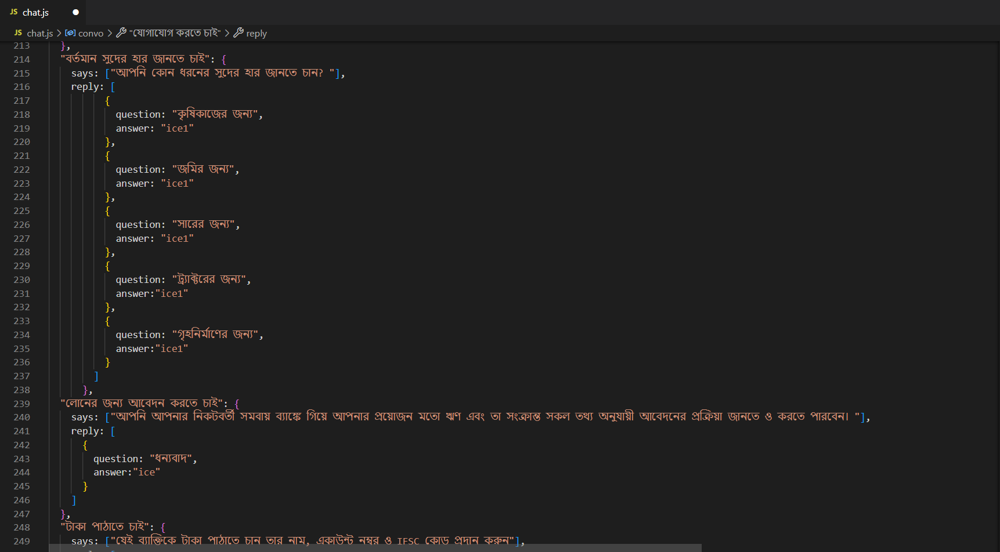 JS chat.js ●
JS chat.js > convo > "যোগাযোগ করতে চাই" > reply
213 },
214 "বর্তমান সুদের হার জানতে চাই": {
215 says: ["আপনি কোন ধরনের সুদের হার জানতে চান? "],
216 reply: [
217 {
218 question: "কৃষিকাজের জন্য",
219 answer: "ice1"
220 },
221 {
222 question: "জমির জন্য",
223 answer: "ice1"
224 },
225 {
226 question: "সারের জন্য",
227 answer: "ice1"
228 },
229 {
230 question: "ট্র্যাক্টরের জন্য",
231 answer:"ice1"
232 },
233 {
234 question: "গৃহনির্মাণের জন্য",
235 answer:"ice1"
236 }
237 ]
238 },
239 "লোনের জন্য আবেদন করতে চাই": {
240 says: ["আপনি আপনার নিকটবর্তী সমবায় ব্যাঙ্কে গিয়ে আপনার প্রয়োজন মতো ঋণ এবং তা সংক্রান্ত সকল তথ্য অনুযায়ী আবেদনের প্রক্রিয়া জানতে ও করতে পারবেন। "],
241 reply: [
242 {
243 question: "ধন্যবাদ",
244 answer:"ice"
245 }
246 ]
247 },
248 "টাকা পাঠাতে চাই": {
249 says: ["যেই ব্যাক্তিকে টাকা পাঠাতে চান তার নাম, একাউন্ট নম্বর ও IFSC কোড প্রদান করুন"],